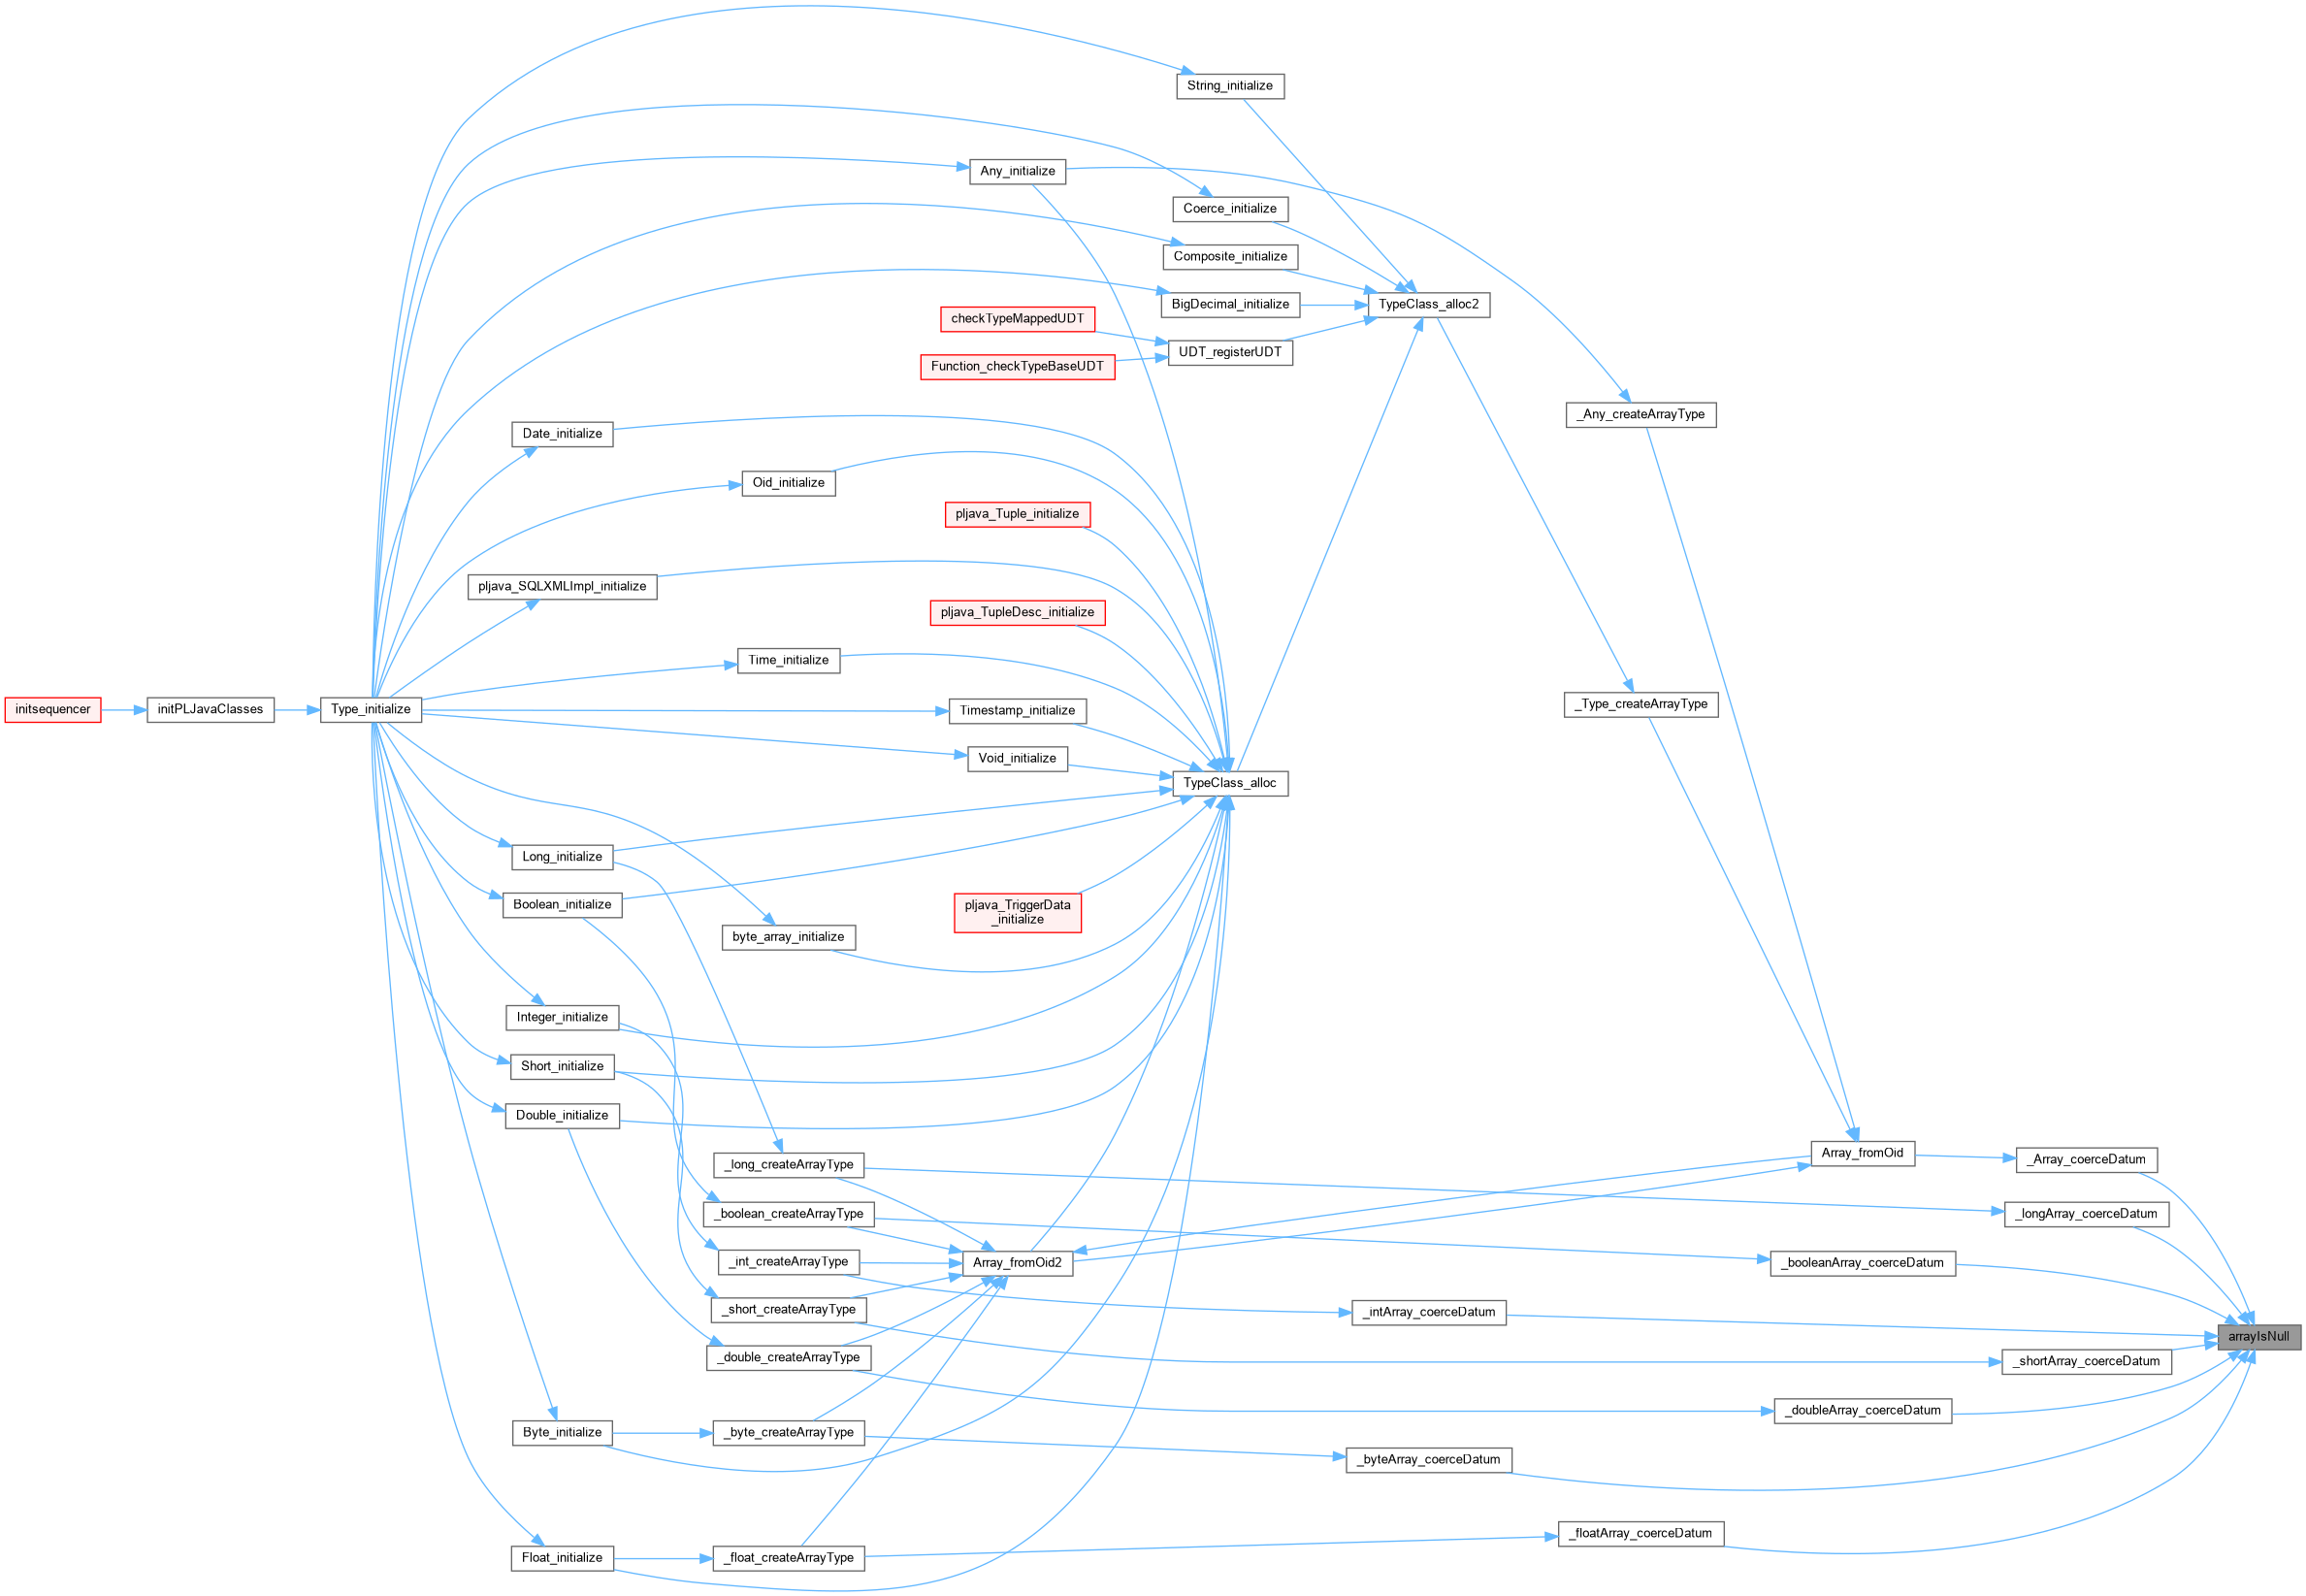 String_initialize
Any_initialize
Coerce_initialize
Composite_initialize
BigDecimal_initialize
TypeClass_alloc2
checkTypeMappedUDT
UDT_registerUDT
Function_checkTypeBaseUDT
_Any_createArrayType
Date_initialize
Oid_initialize
pljava_Tuple_initialize
pljava_SQLXMLImpl_initialize
pljava_TupleDesc_initialize
Time_initialize
initsequencer
initPLJavaClasses
Type_initialize
Timestamp_initialize
_Type_createArrayType
Void_initialize
TypeClass_alloc
Long_initialize
Boolean_initialize
pljava_TriggerData
_initialize
byte_array_initialize
Integer_initialize
Short_initialize
Double_initialize
_long_createArrayType
Array_fromOid
_Array_coerceDatum
_boolean_createArrayType
_longArray_coerceDatum
_int_createArrayType
Array_fromOid2
_booleanArray_coerceDatum
_short_createArrayType
_intArray_coerceDatum
arrayIsNull
_double_createArrayType
_shortArray_coerceDatum
_doubleArray_coerceDatum
Byte_initialize
_byte_createArrayType
_byteArray_coerceDatum
_floatArray_coerceDatum
Float_initialize
_float_createArrayType